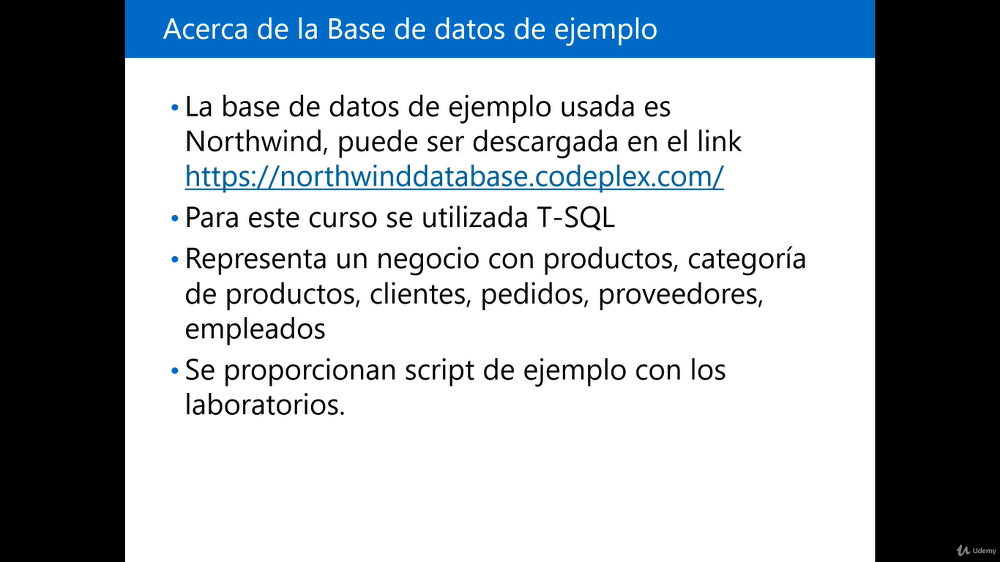 Acerca de la Base de datos de ejemplo
• La base de datos de ejemplo usada es
Northwind, puede ser descargada en el link
https://northwinddatabase.codeplex.com/
• Para este curso se utilizada T-SQL
• Representa un negocio con productos, categoría
de productos, clientes, pedidos, proveedores,
empleados
• Se proporcionan script de ejemplo con los
laboratorios.
Udemy